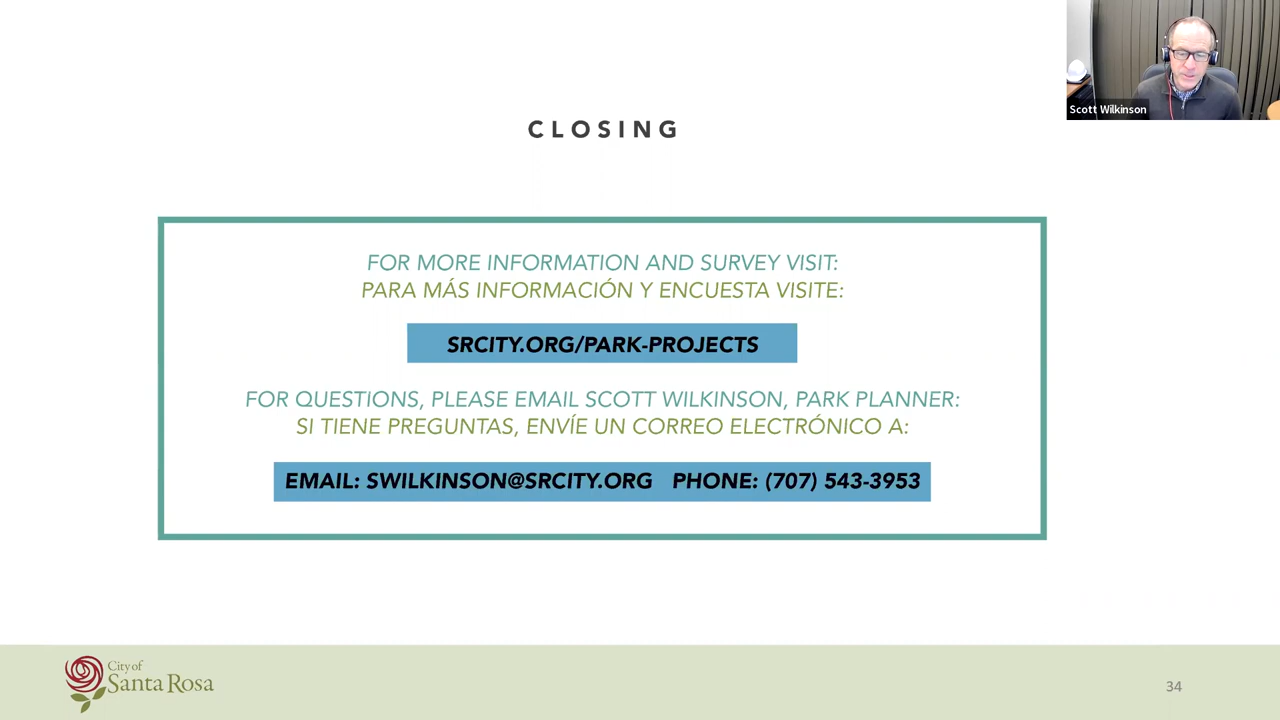 Scott Wilkinson
CLOSING
FOR MORE INFORMATION AND SURVEY VISIT:
PARA MÁS INFORMACIÓN Y ENCUESTA VISITE:
SRCITY.ORG/PARK-PROJECTS
FOR QUESTIONS, PLEASE EMAIL SCOTT WILKINSON, PARK PLANNER:
SI TIENE PREGUNTAS, ENVÍE UN CORREO ELECTRÓNICO A:
EMAIL: SWILKINSON@SRCITY.ORG PHONE: (707) 543-3953
City of
Santa Rosa
34